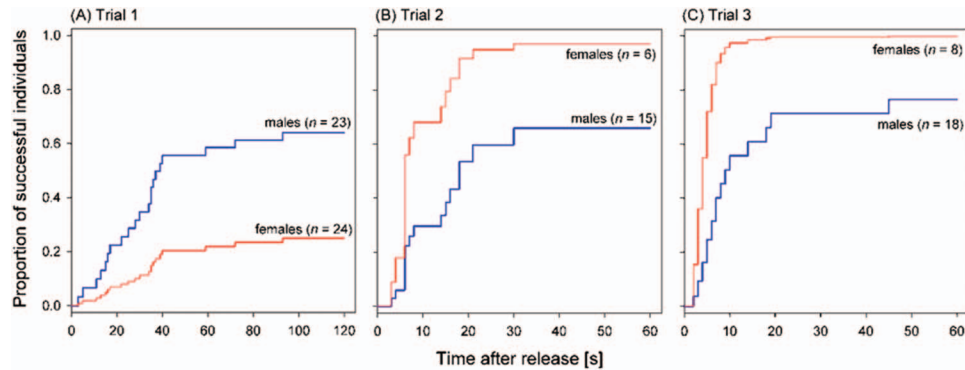 (A) Trial 1
(B) Trial 2
(C) Trial 3
Proportion of successful individuals
1.0
0.8
0.6
0.4
0.2
0.0
males (n = 23)
females (n = 24)
females (n = 6)
males (n = 15)
females (n = 8)
males (n = 18)
0 20 40 60 80 100 120
0 10 20 30 40 50 60
0 10 20 30 40 50 60
Time after release [s]